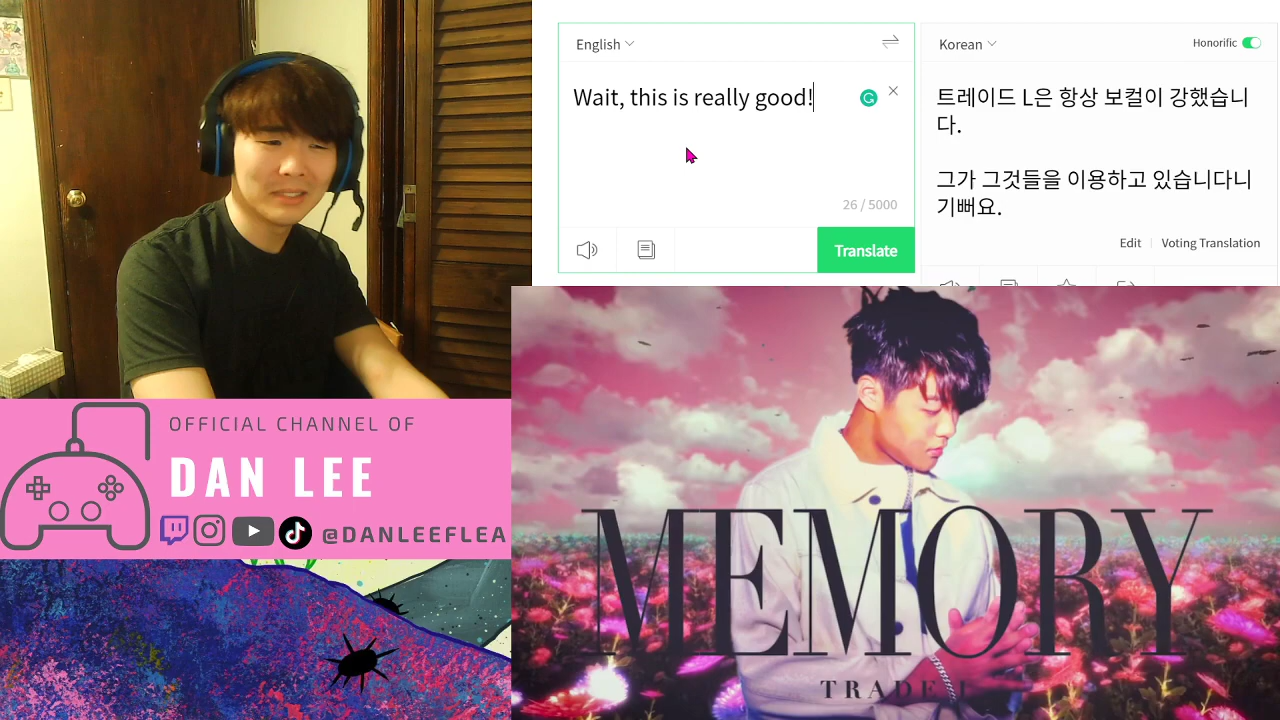 English
Wait, this is really good!
26 / 5000
Translate
Korean
Honorific
트레이드 L은 항상 보컬이 강했습니
다.
그가 그것들을 이용하고 있습니다니
기뻐요.
Edit
Voting Translation
OFFICIAL CHANNEL OF
DAN LEE
@DANLEEFLEA
MEMORY
TRADE L